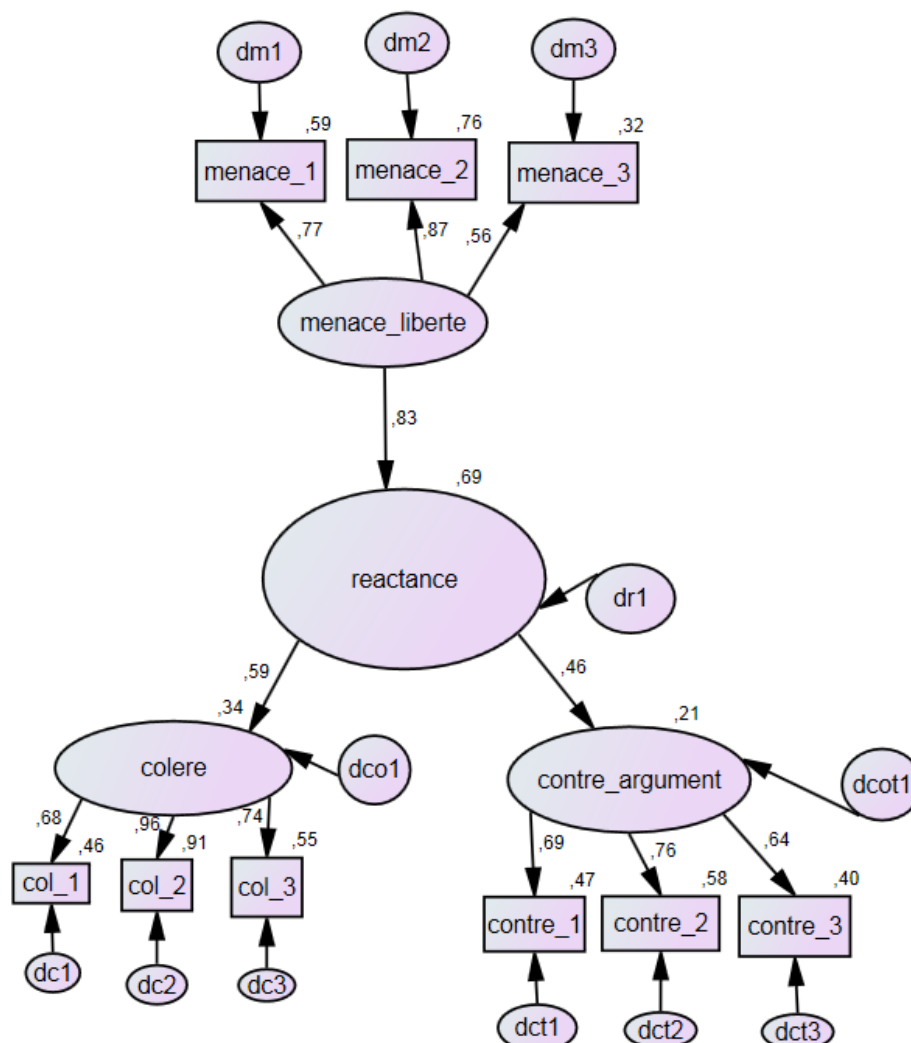 dm1
dm2
dm3
,59
,76
,32
menace_1
menace_2
menace_3
,77
,87
,56
menace_liberte
,83
,69
reactance
dr1
,59
,46
,34
,21
colere
dco1
contre_argument
dcot1
,68
,96
,74
,69
,76
,64
,46
,91
,55
,47
,58
,40
col_1
col_2
col_3
contre_1
contre_2
contre_3
dc1
dc2
dc3
dct1
dct2
dct3